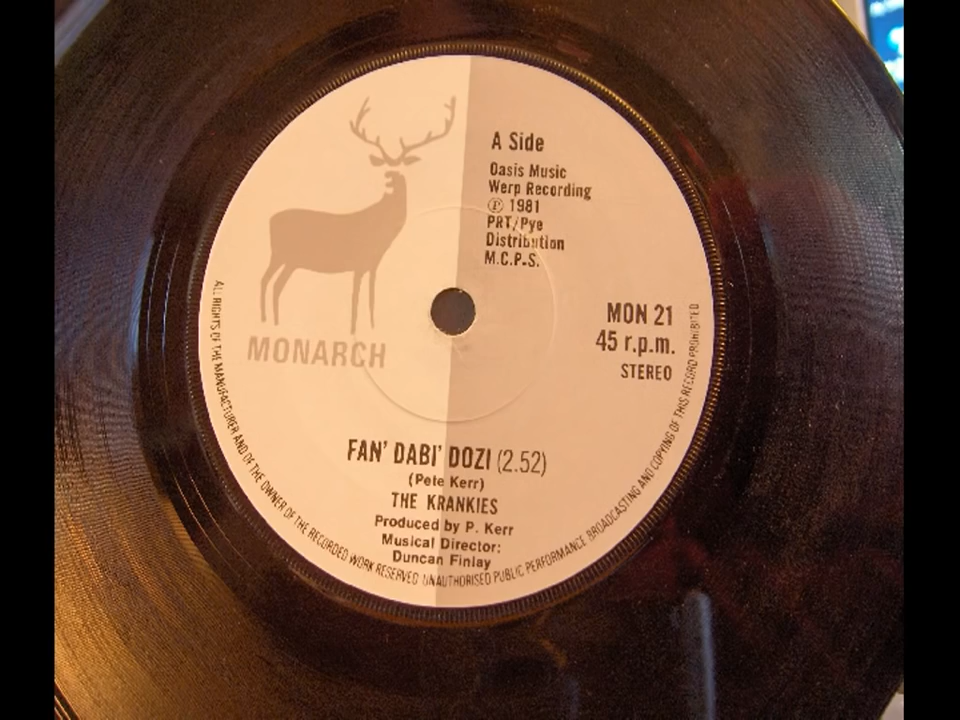 A Side
Oasis Music
Werp Recording
Ⓟ 1981
PRT/Pye
Distribution
M.C.P.S.
MON 21
45 r.p.m.
STEREO
MONARCH
FAN' DABI' DOZI (2.52)
(Pete Kerr)
THE KRANKIES
Produced by P. Kerr
Musical Director:
Duncan Finlay
ALL RIGHTS OF THE MANUFACTURER AND OF THE OWNER OF THE RECORDED WORK RESERVED UNAUTHORISED PUBLIC PERFORMANCE BROADCASTING AND COPYING OF THIS RECORD PROHIBITED